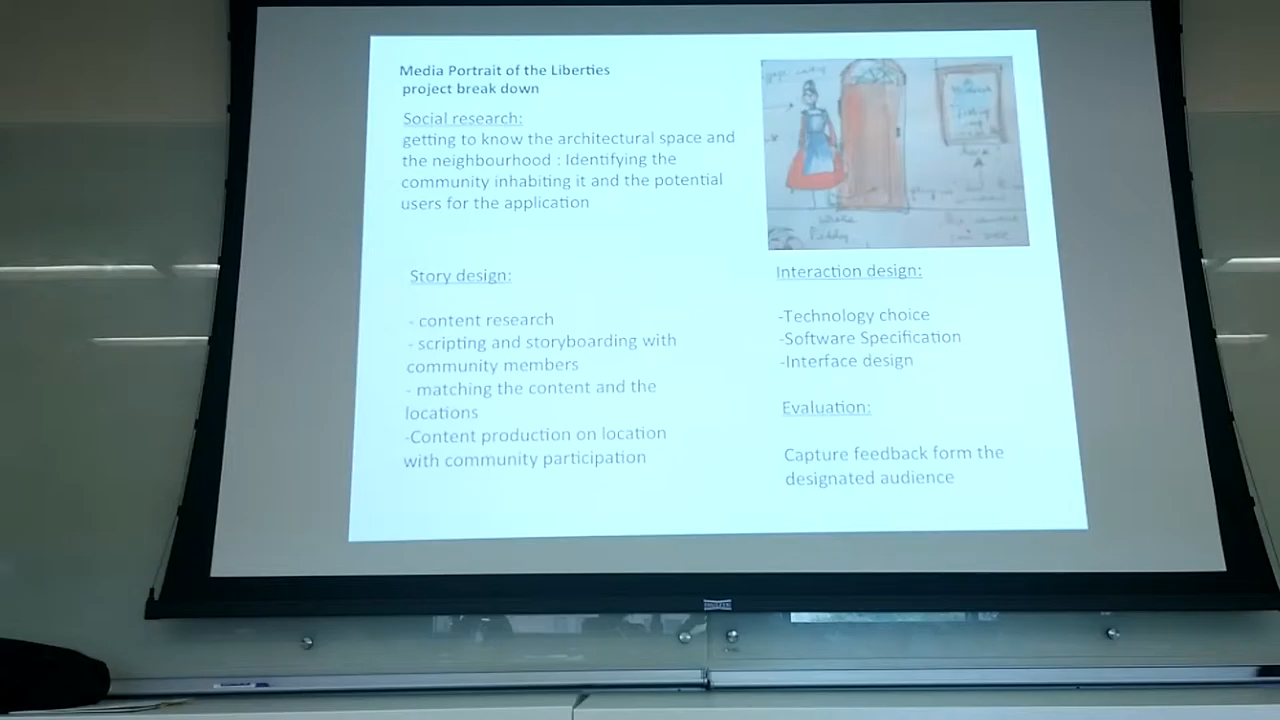 Media Portrait of the Liberties
project break down
Social research:
getting to know the architectural space and
the neighbourhood : Identifying the
community inhabiting it and the potential
users for the application
Story design:
- content research
- scripting and storyboarding with
community members
- matching the content and the
locations
-Content production on location
with community participation
Interaction design:
-Technology choice
-Software Specification
-Interface design
Evaluation:
Capture feedback form the
designated audience